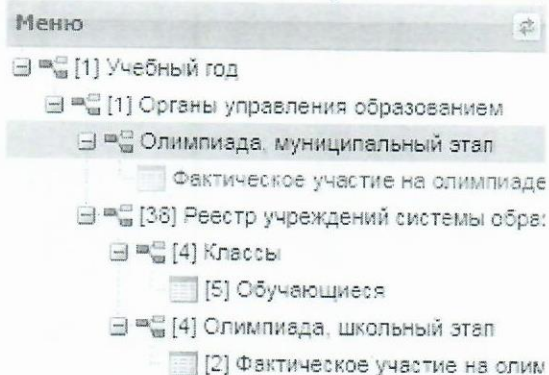 Меню
[1] Учебный год
[1] Органы управления образованием
Олимпиада, муниципальный этап
Фактическое участие на олимпиаде
[36] Реестр учреждений системы обра:
[4] Классы
[5] Обучающиеся
[4] Олимпиада, школьный этап
[2] Фактическое участие на олим